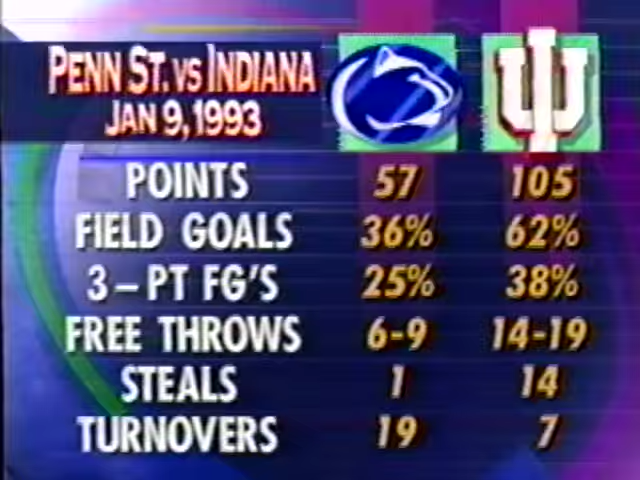 PENN ST. VS INDIANA
JAN 9, 1993
POINTS 57 105
FIELD GOALS 36% 62%
3-PT FG'S 25% 38%
FREE THROWS 6-9 14-19
STEALS 1 14
TURNOVERS 19 7